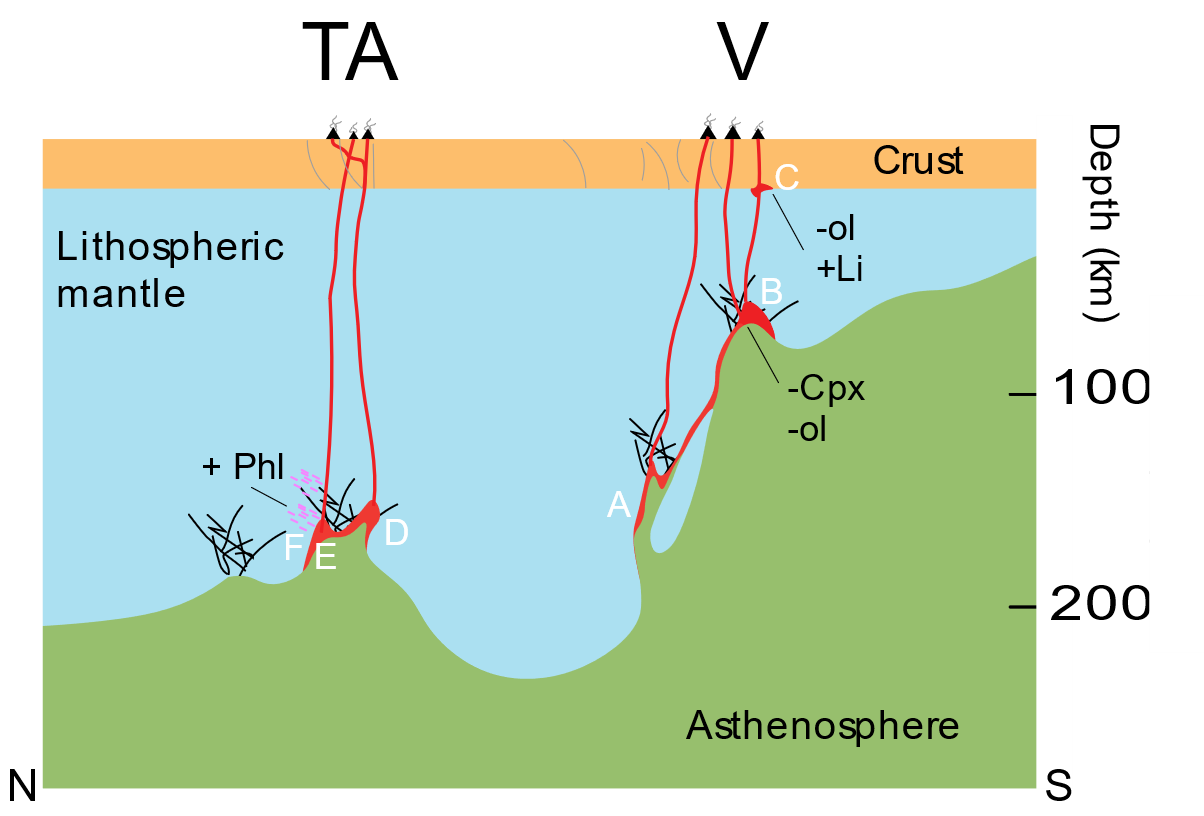 TA
V
Crust
Depth (km)
C
Lithospheric
mantle
-ol
+Li
B
-Cpx
-ol
100
+ Phl
A
D
F
E
200
Asthenosphere
N
S